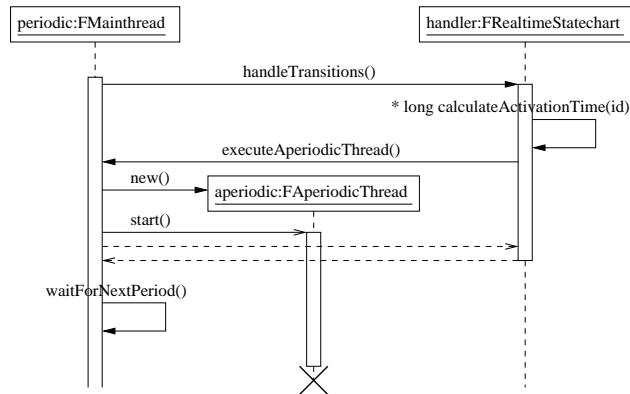 periodic:FMainthread
handler:FRealtimeStatechart
handleTransitions()
* long calculateActivationTime(id)
executeAperiodicThread()
new()
aperiodic:FAperiodicThread
start()
waitForNextPeriod()